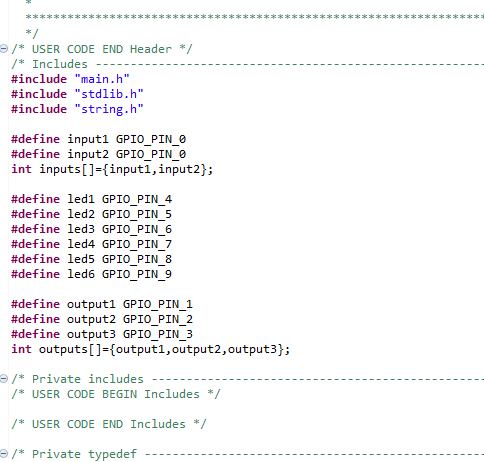 *
******************************************************************************
*/
/* USER CODE END Header */
/* Includes ------------------------------------------------------------------
#include "main.h"
#include "stdlib.h"
#include "string.h"
#define input1 GPIO_PIN_0
#define input2 GPIO_PIN_0
int inputs[]={input1,input2};
#define led1 GPIO_PIN_4
#define led2 GPIO_PIN_5
#define led3 GPIO_PIN_6
#define led4 GPIO_PIN_7
#define led5 GPIO_PIN_8
#define led6 GPIO_PIN_9
#define output1 GPIO_PIN_1
#define output2 GPIO_PIN_2
#define output3 GPIO_PIN_3
int outputs[]={output1,output2,output3};
/* Private includes ----------------------------------------------------------
/* USER CODE BEGIN Includes */
/* USER CODE END Includes */
/* Private typedef -----------------------------------------------------------